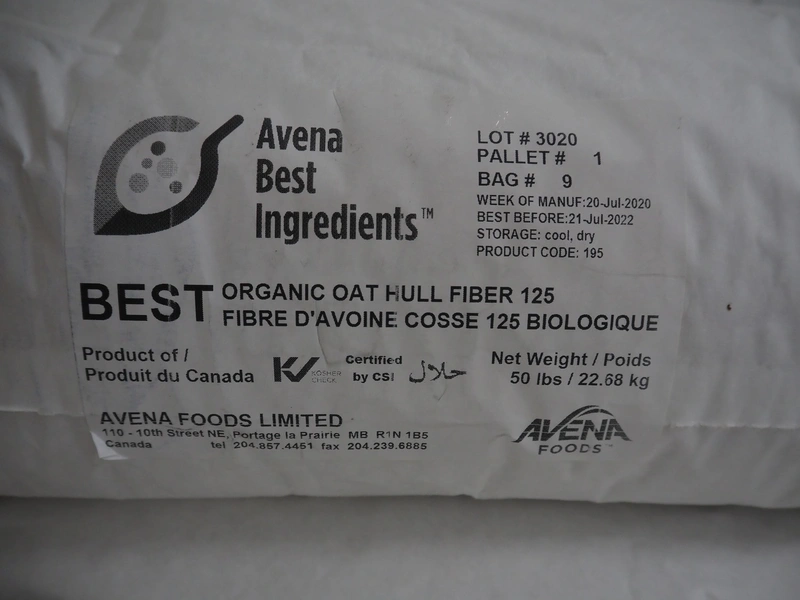 Avena
Best
Ingredients™
LOT # 3020
PALLET # 1
BAG # 9
WEEK OF MANUF:20-Jul-2020
BEST BEFORE:21-Jul-2022
STORAGE: cool, dry
PRODUCT CODE: 195
BEST ORGANIC OAT HULL FIBER 125
FIBRE D'AVOINE COSSE 125 BIOLOGIQUE
Product of /
Produit du Canada
KV KOSHER
CHECK
Certified
by CSI
حلال
Net Weight / Poids
50 lbs / 22.68 kg
AVENA FOODS LIMITED
110 - 10th Street NE, Portage la Prairie MB R1N 1B5
Canada tel 204.857.4451 fax 204.239.6885
AVENA
FOODS